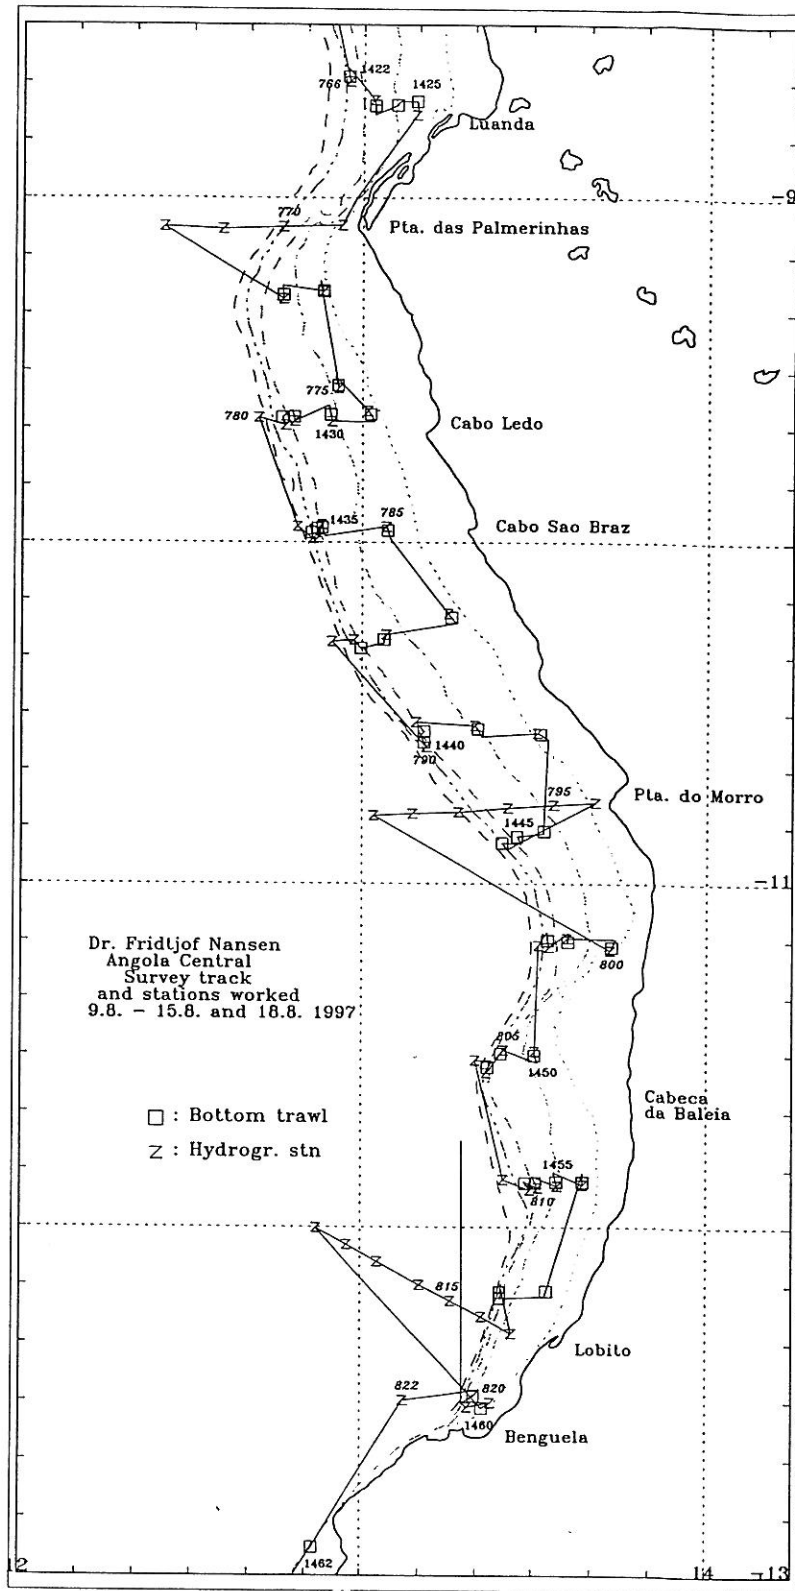 1422
1425
766
Luanda
-9
770
Pta. das Palmerinhas
775
780
1430
Cabo Ledo
1435
785
Cabo Sao Braz
1440
790
795
Pta. do Morro
1445
-11
Dr. Fridtjof Nansen
Angola Central
Survey track
and stations worked
9.8. - 15.8. and 18.8. 1997
800
805
1450
Cabeca
da Baleia
□ : Bottom trawl
Z : Hydrogr. stn
1455
810
815
Lobito
822
820
1460
Benguela
1462
12
14
-13